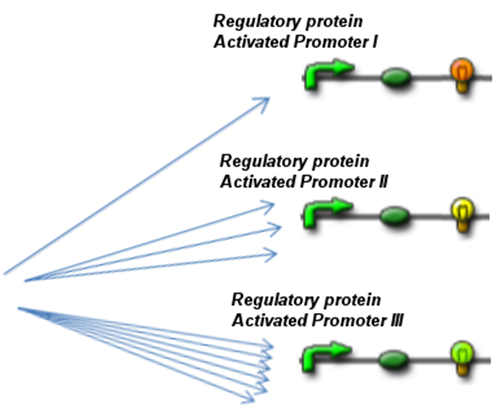 Regulatory protein
Activated Promoter I
Regulatory protein
Activated Promoter II
Regulatory protein
Activated Promoter III